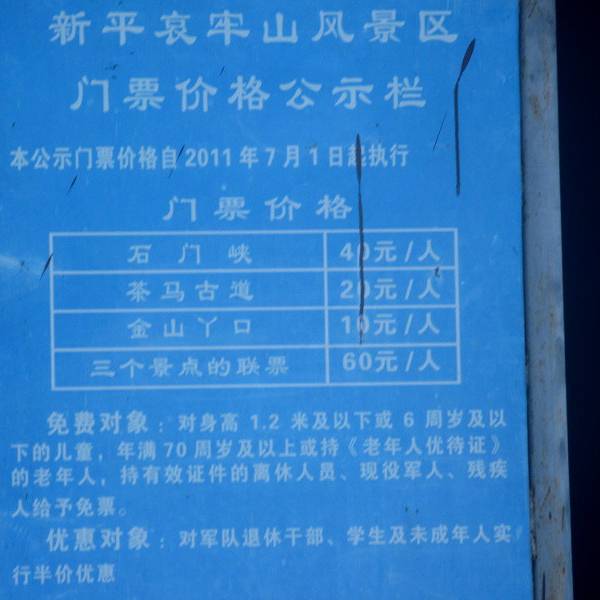 新平哀牢山风景区
门票价格公示栏
本公示门票价格自2011年7月1日起执行
门票价格
石门峡 40元/人
茶马古道 20元/人
金山丫口 10元/人
三个景点的联票 60元/人
免费对象：对身高1.2米及以下或6周岁及以
下的儿童，年满70周岁及以上或持《老年人优待证》
的老年人，持有效证件的离休人员、现役军人、残疾
人给予免票。
优惠对象：对军队退休干部、学生及未成年人实
行半价优惠